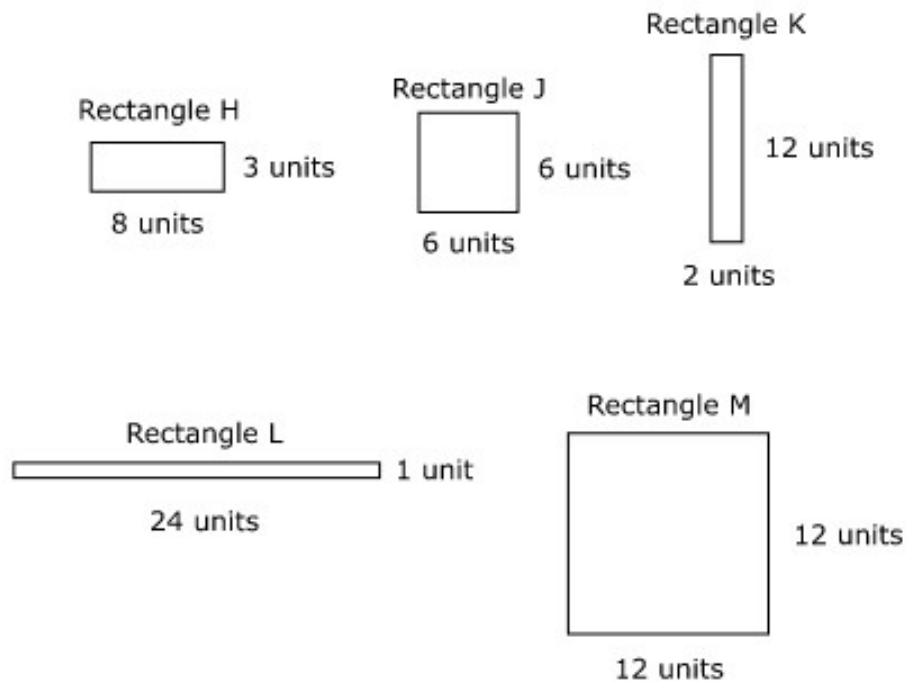 Rectangle H
3 units
8 units
Rectangle J
6 units
6 units
Rectangle K
12 units
2 units
Rectangle L
1 unit
24 units
Rectangle M
12 units
12 units